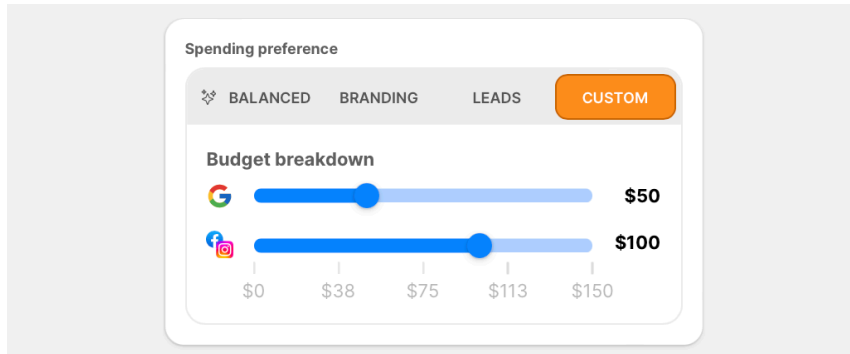 Spending preference
BALANCED BRANDING LEADS CUSTOM
Budget breakdown
$50
$100
$0 $38 $75 $113 $150